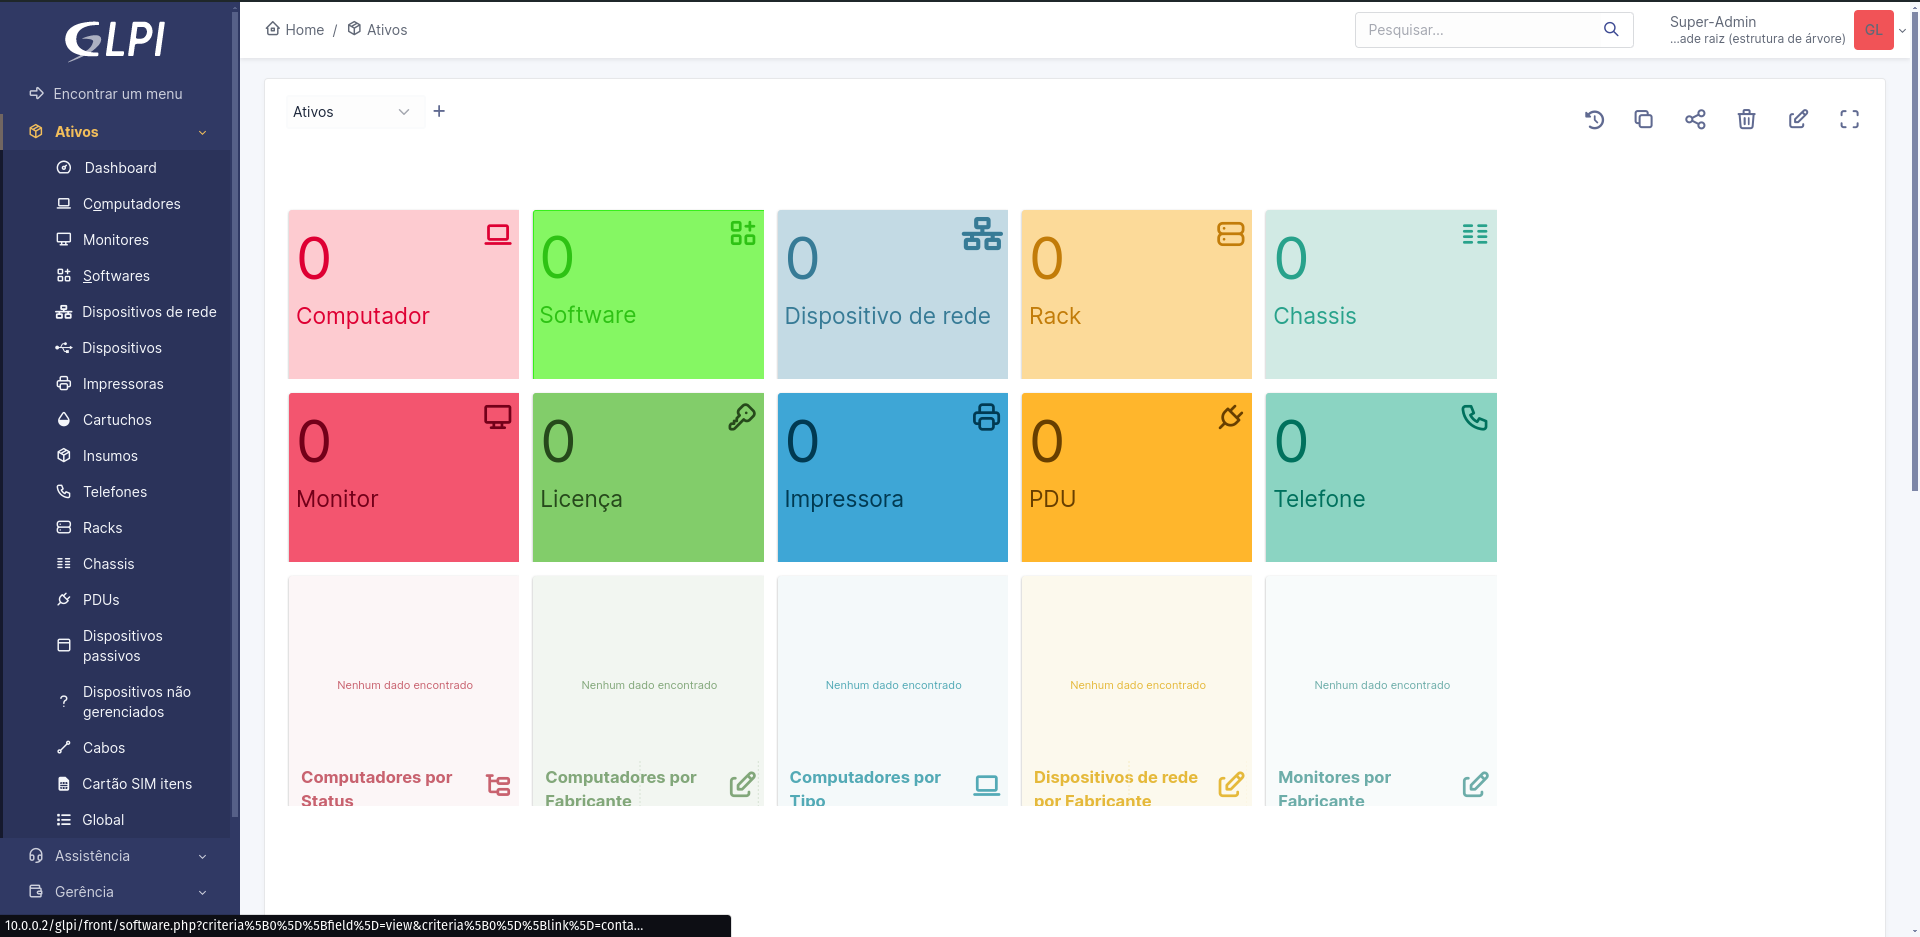 GLPI
Encontrar um menu
Ativos
Dashboard
Computadores
Monitores
Softwares
Dispositivos de rede
Dispositivos
Impressoras
Cartuchos
Insumos
Telefones
Racks
Chassis
PDUs
Dispositivos
passivos
Dispositivos não
gerenciados
Cabos
Cartão SIM itens
Global
Assistência
Gerência
Home / Ativos
Pesquisar...
Super-Admin
...ade raiz (estrutura de árvore)
GL
Ativos
0
Computador
0
Software
0
Dispositivo de rede
0
Rack
0
Chassis
0
Monitor
0
Licença
0
Impressora
0
PDU
0
Telefone
Nenhum dado encontrado
Computadores por
Status
Nenhum dado encontrado
Computadores por
Fabricante
Nenhum dado encontrado
Computadores por
Tipo
Nenhum dado encontrado
Dispositivos de rede
por Fabricante
Nenhum dado encontrado
Monitores por
Fabricante
10.0.0.2/glpi/front/software.php?criteria%5B0%5D%5Bfield%5D=view&criteria%5B0%5D%5Blink%5D=conta...